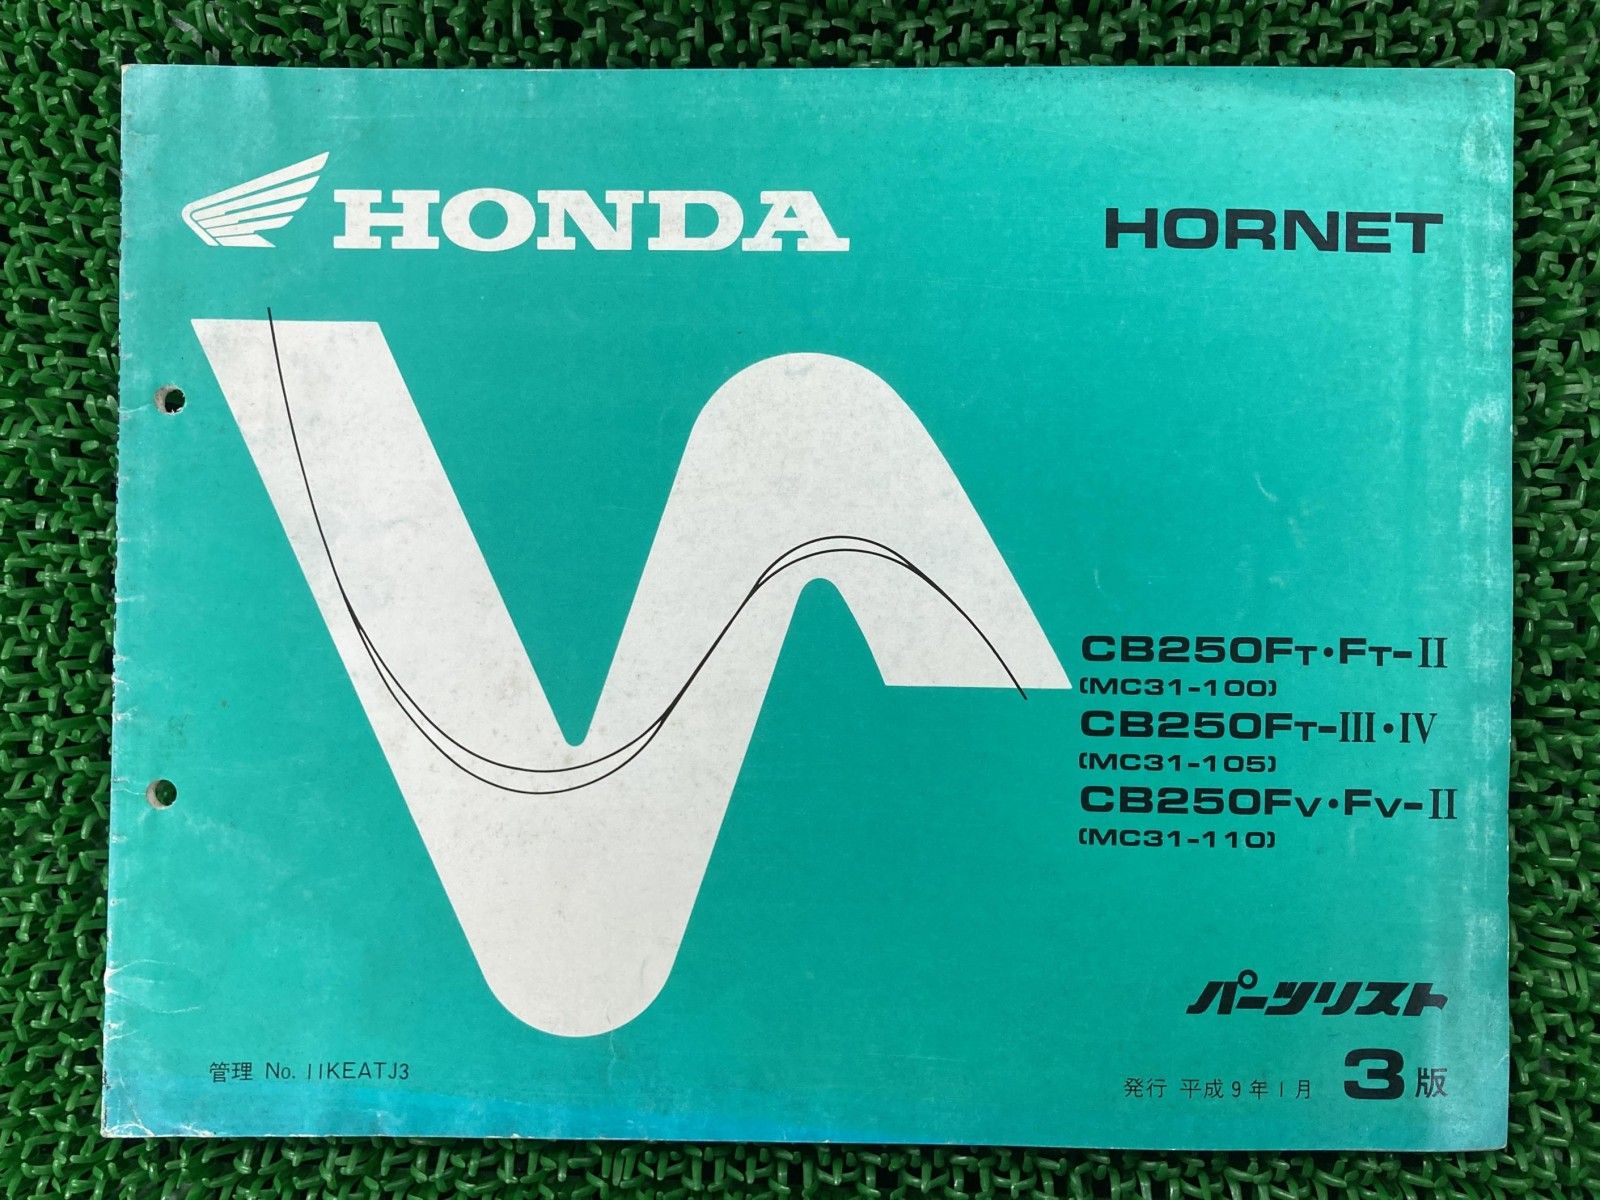 HONDA
HORNET
CB250FT・FT-II
(MC31-100)
CB250FT-III・IV
(MC31-105)
CB250FV・FV-II
(MC31-110)
パーツリスト
管理 No. 11KEATJ3
発行 平成9年1月 3版